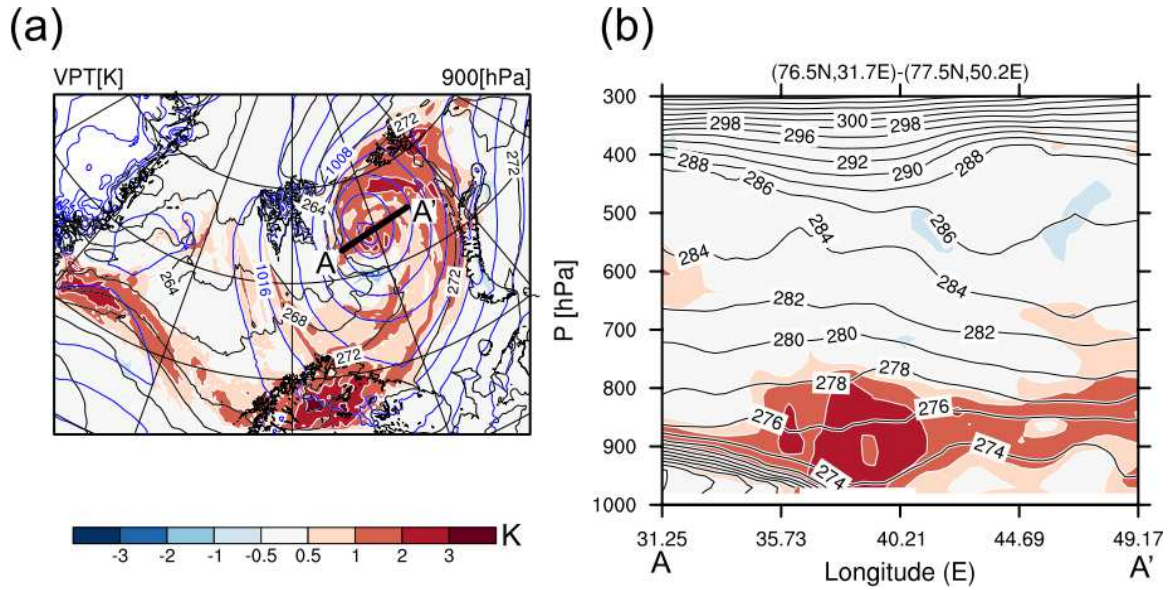 (a)
VPT[K] 900[hPa]
272
1008
272
264
A'
A
1016
264
272
268
272
-3 -2 -1 -0.5 0.5 1 2 3 K
(b)
(76.5N,31.7E)-(77.5N,50.2E)
300
298 300 298
296
400 292
288 290 288
286
500
286
284 284
600 284
282
700 282
280 280
278
800 278
276 276
900 274
274
1000
P [hPa]
31.25 35.73 40.21 44.69 49.17
A A'
Longitude (E)